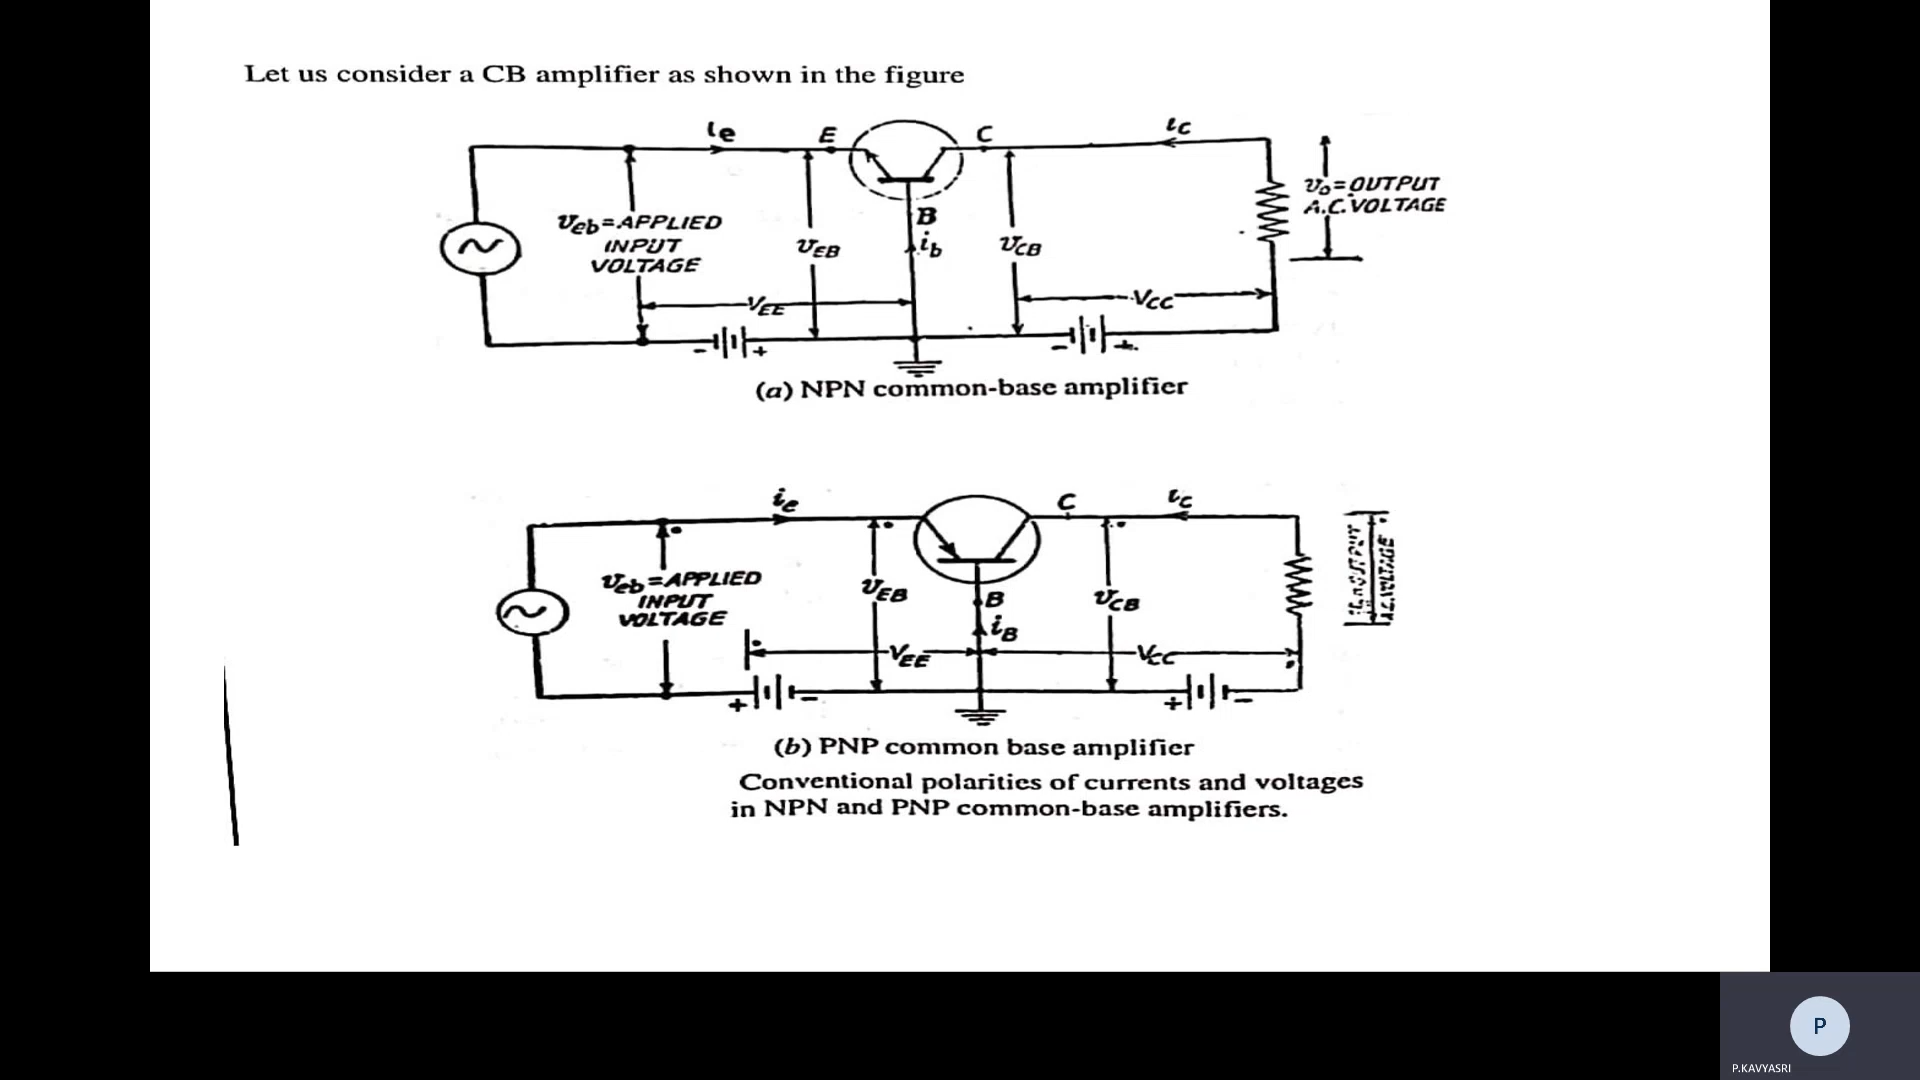 Let us consider a CB amplifier as shown in the figure
ie E C ic
veb=APPLIED
INPUT
VOLTAGE
vEB
B
ib
vCB
vo=OUTPUT
A.C.VOLTAGE
VEE
VCC
- + - +
(a) NPN common-base amplifier
ie C ic
veb=APPLIED
INPUT
VOLTAGE
vEB
B
iB
vCB
VEE
VCC
+ - + -
(b) PNP common base amplifier
Conventional polarities of currents and voltages
in NPN and PNP common-base amplifiers.
P
P.KAVYASRI